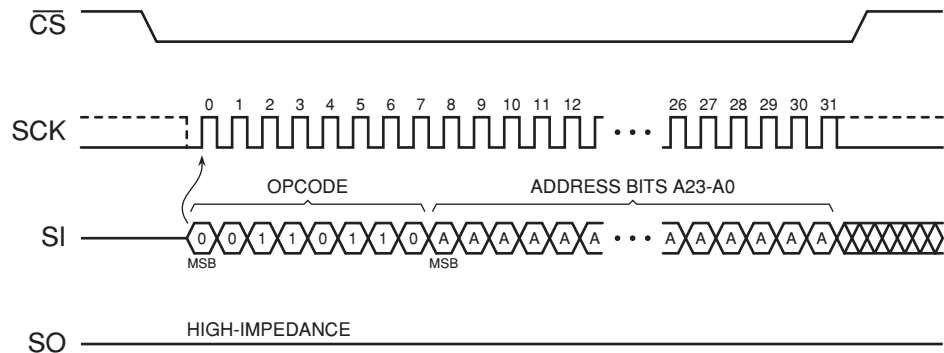 CS
0 1 2 3 4 5 6 7 8 9 10 11 12 26 27 28 29 30 31
SCK
OPCODE ADDRESS BITS A23-A0
SI 0 0 1 1 0 1 1 0 A A A A A A A A A A A A
MSB MSB
HIGH-IMPEDANCE
SO